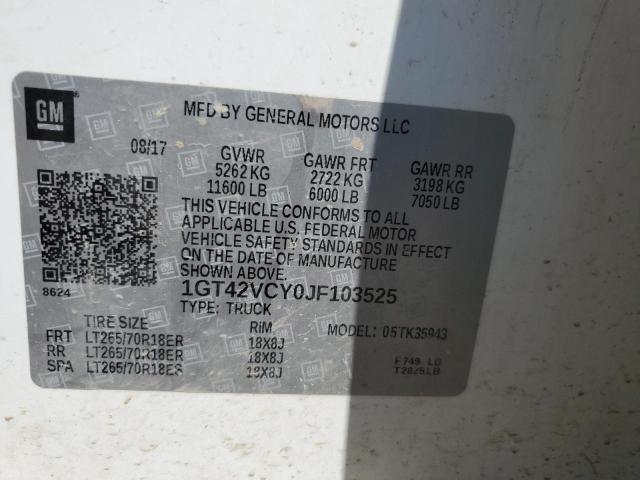 GM
MFD BY GENERAL MOTORS LLC
08/17
GVWR GAWR FRT GAWR RR
5262 KG 2722 KG 3198 KG
11600 LB 6000 LB 7050 LB
THIS VEHICLE CONFORMS TO ALL
APPLICABLE U.S. FEDERAL MOTOR
VEHICLE SAFETY STANDARDS IN EFFECT
ON THE DATE OF MANUFACTURE
SHOWN ABOVE.
8624
1GT42VCY0JF103525
TYPE: TRUCK
TIRE SIZE RIM MODEL: 05TK35943
FRT LT265/70R18ER 18X8J
RR LT265/70R18ER 18X8J
SPA LT265/70R18ER 18X8J
F749 LB